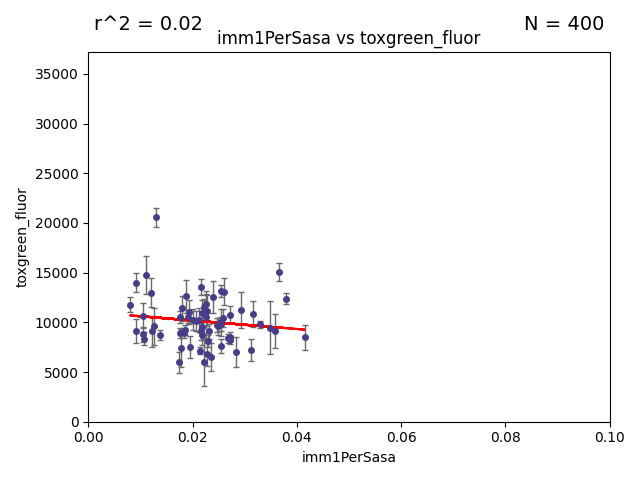 r^2 = 0.02
N = 400
imm1PerSasa vs toxgreen_fluor
35000
30000
25000
20000
15000
10000
5000
0
toxgreen_fluor
0.00
0.02
0.04
0.06
0.08
0.10
imm1PerSasa